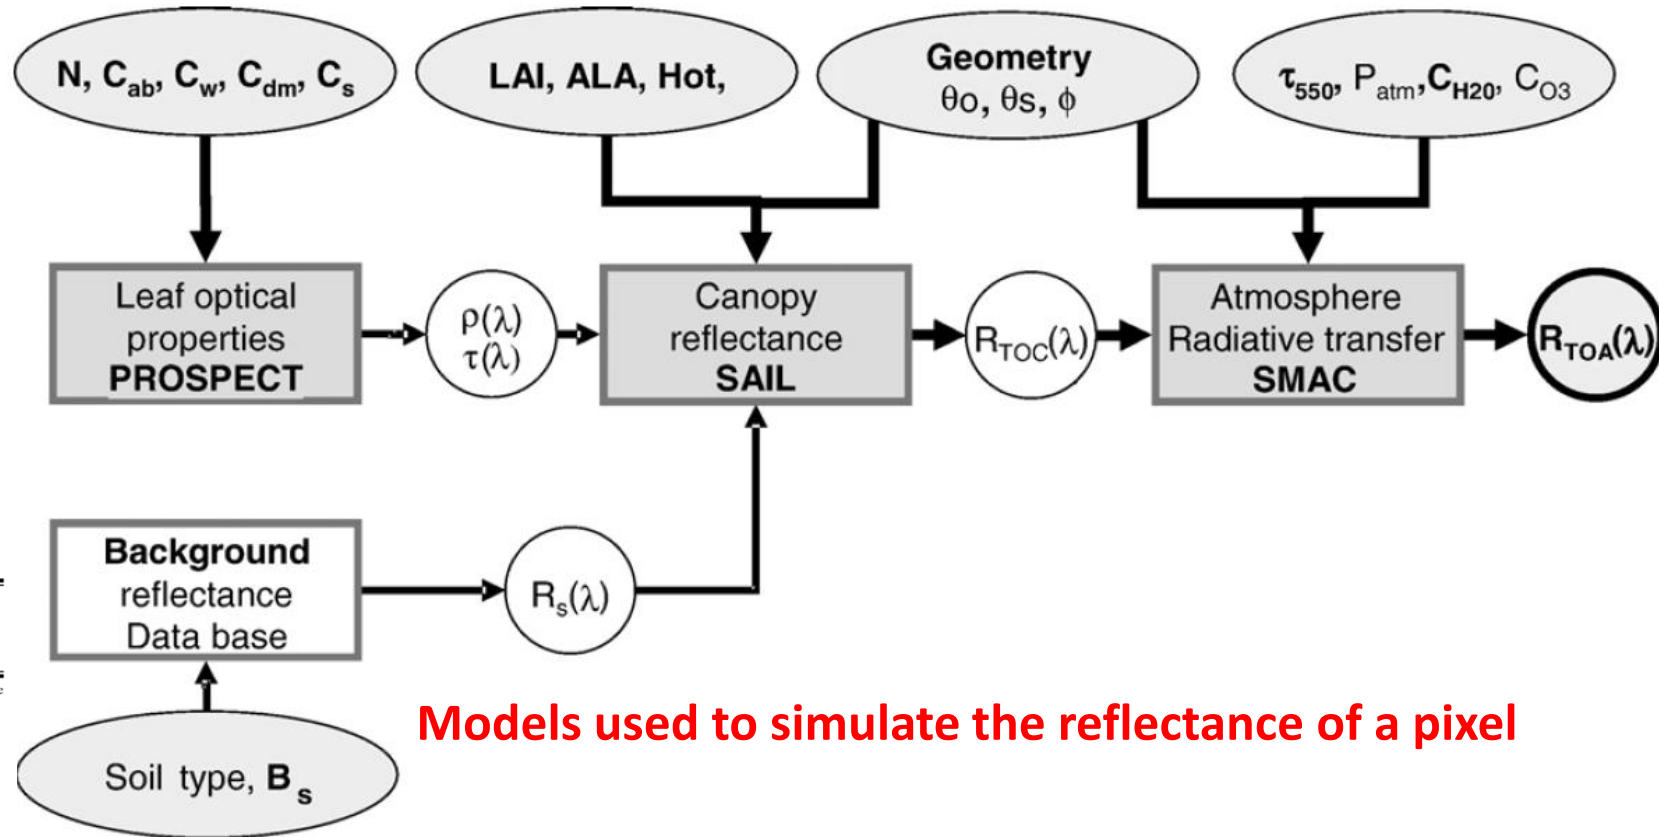 N, Cab, Cw, Cdm, Cs
LAI, ALA, Hot,
Geometry
θo, θs, ϕ
τ550, Patm,CH20, CO3
Leaf optical
properties
PROSPECT
ρ(λ)
τ(λ)
Canopy
reflectance
SAIL
RTOC(λ)
Atmosphere
Radiative transfer
SMAC
RTOA(λ)
Background
reflectance
Data base
Rs(λ)
Soil type, Bs
Models used to simulate the reflectance of a pixel